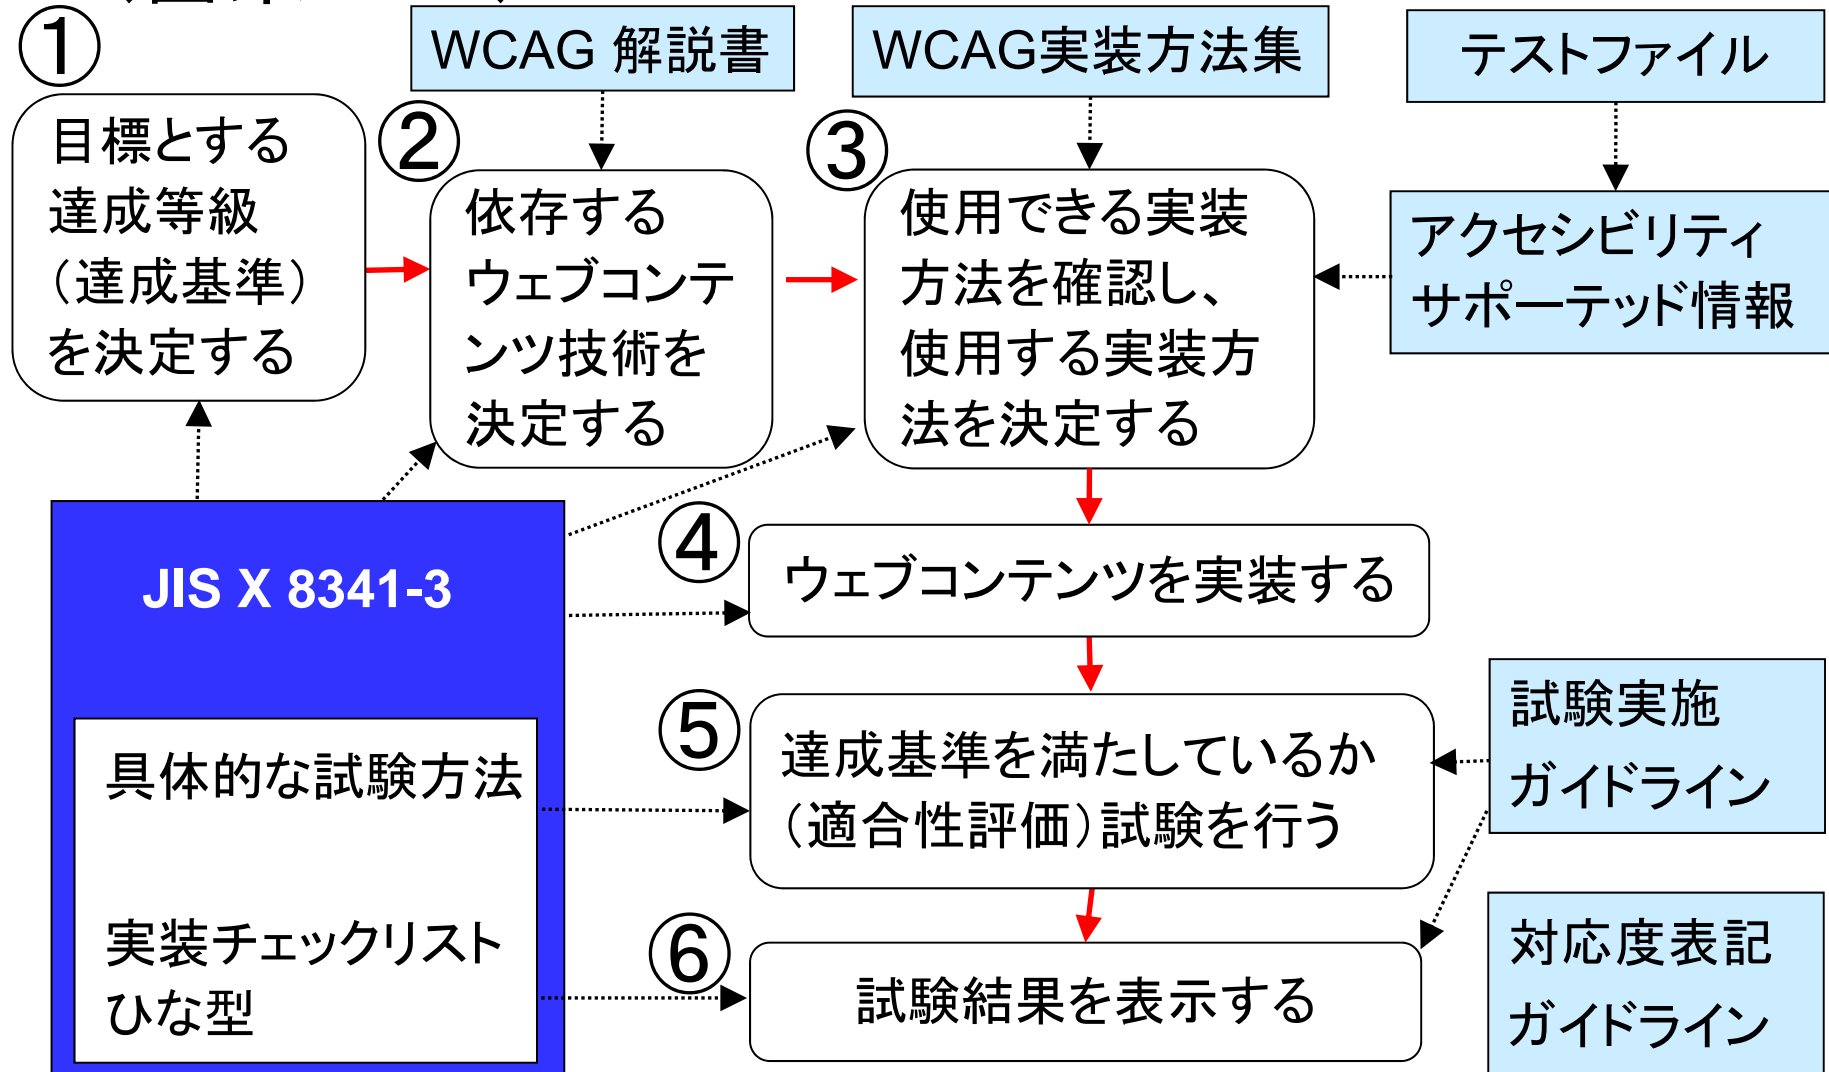 ①
目標とする
達成等級
（達成基準）
を決定する
WCAG 解説書
②
依存する
ウェブコンテ
ンツ技術を
決定する
WCAG実装方法集
③
使用できる実装
方法を確認し、
使用する実装方
法を決定する
テストファイル
アクセシビリティ
サポーテッド情報
JIS X 8341-3
具体的な試験方法
実装チェックリスト
ひな型
④
ウェブコンテンツを実装する
⑤
達成基準を満たしているか
（適合性評価）試験を行う
⑥
試験結果を表示する
試験実施
ガイドライン
対応度表記
ガイドライン